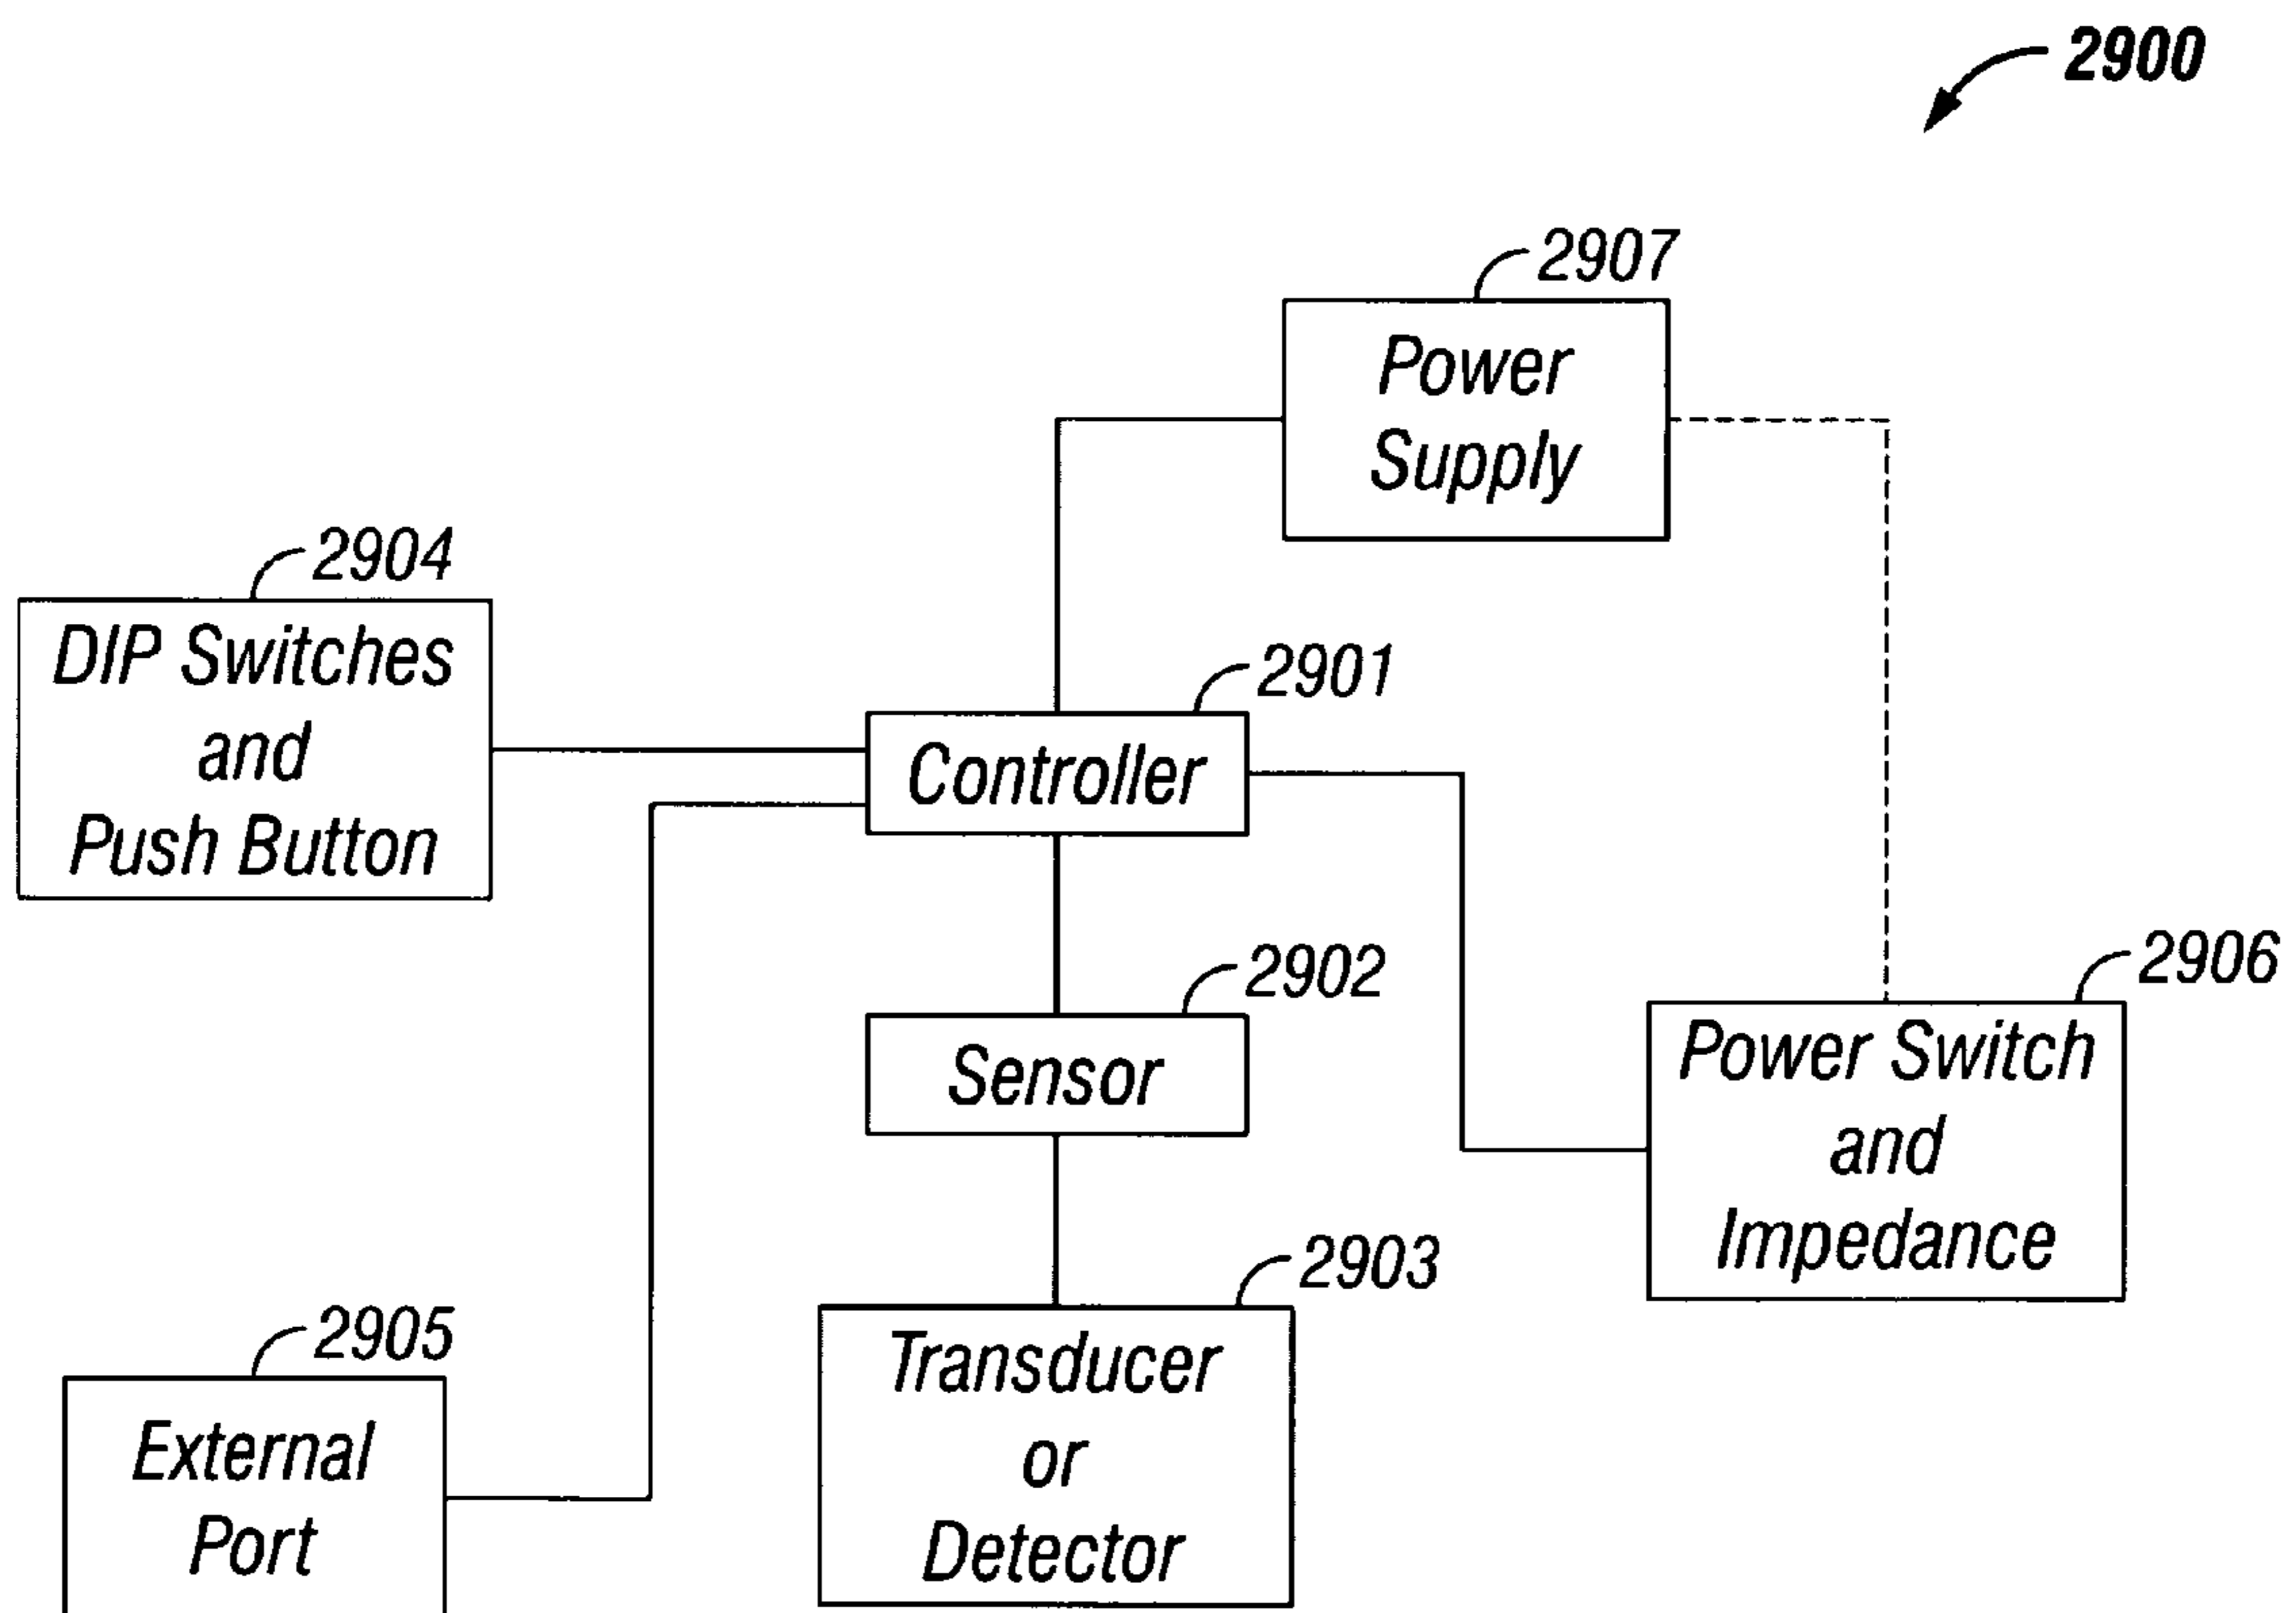 2900
2907
Power
Supply
2904
DIP Switches
and
Push Button
2901
Controller
2902
Sensor
2906
Power Switch
and
Impedance
2903
Transducer
or
Detector
2905
External
Port